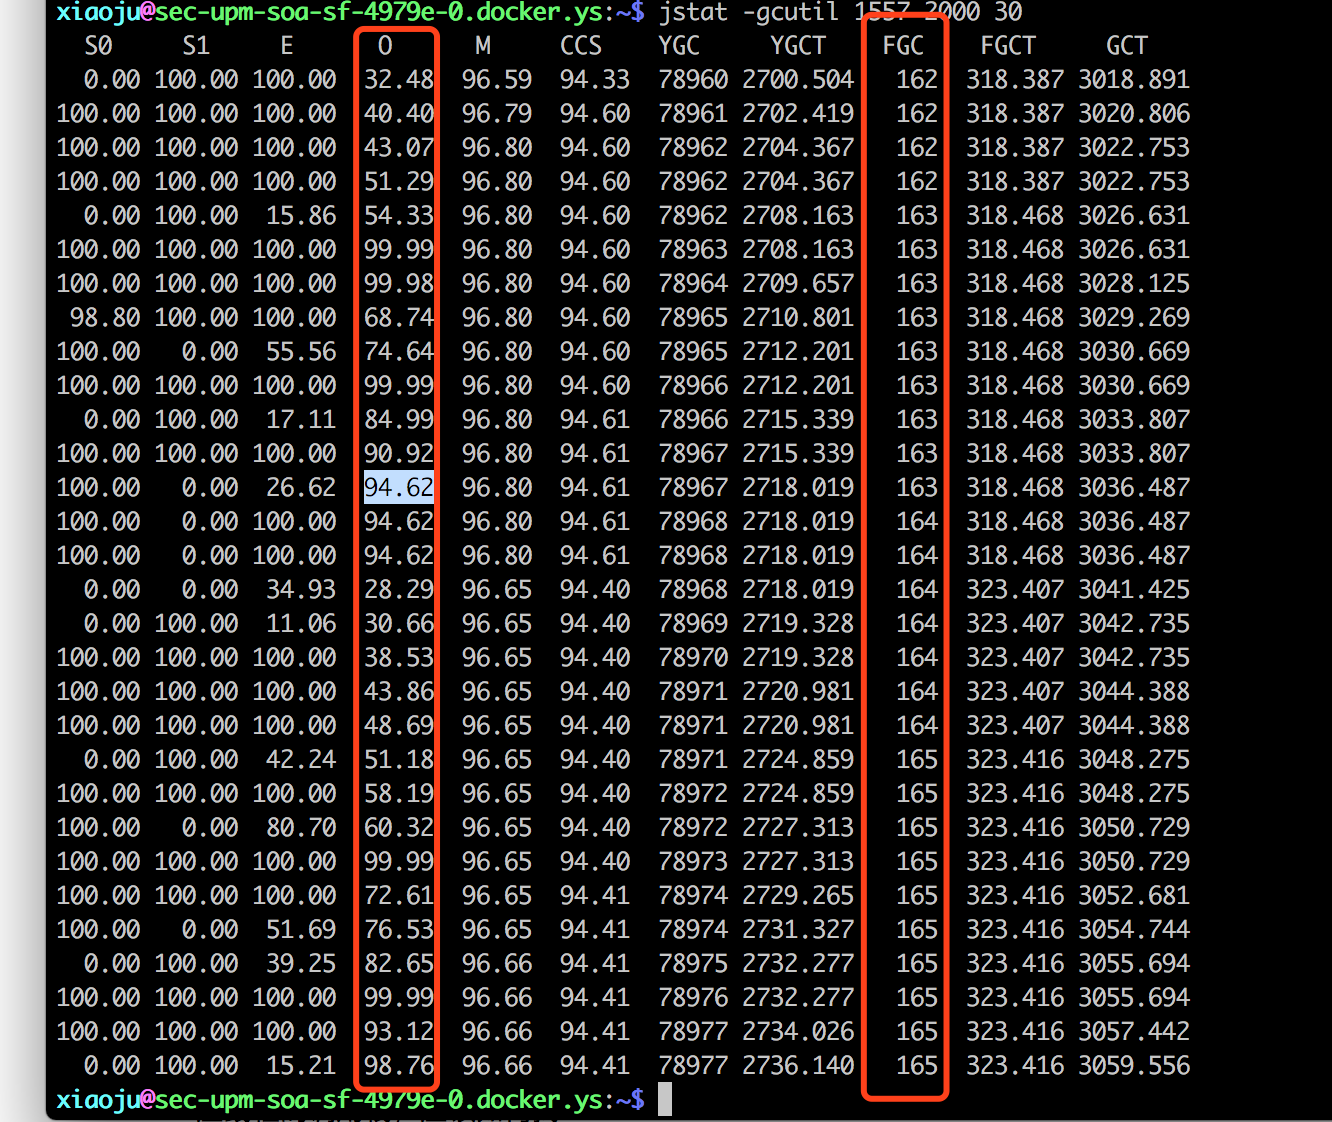 xiaoju@sec-upm-soa-sf-4979e-0.docker.ys:~$ jstat -gcutil 1557 2000 30
S0 S1 E O M CCS YGC YGCT FGC FGCT GCT
0.00 100.00 100.00 32.48 96.59 94.33 78960 2700.504 162 318.387 3018.891
100.00 100.00 100.00 40.40 96.79 94.60 78961 2702.419 162 318.387 3020.806
100.00 100.00 100.00 43.07 96.80 94.60 78962 2704.367 162 318.387 3022.753
100.00 100.00 100.00 51.29 96.80 94.60 78962 2704.367 162 318.387 3022.753
0.00 100.00 15.86 54.33 96.80 94.60 78962 2708.163 163 318.468 3026.631
100.00 100.00 100.00 99.99 96.80 94.60 78963 2708.163 163 318.468 3026.631
100.00 100.00 100.00 99.98 96.80 94.60 78964 2709.657 163 318.468 3028.125
98.80 100.00 100.00 68.74 96.80 94.60 78965 2710.801 163 318.468 3029.269
100.00 0.00 55.56 74.64 96.80 94.60 78965 2712.201 163 318.468 3030.669
100.00 100.00 100.00 99.99 96.80 94.60 78966 2712.201 163 318.468 3030.669
0.00 100.00 17.11 84.99 96.80 94.61 78966 2715.339 163 318.468 3033.807
100.00 100.00 100.00 90.92 96.80 94.61 78967 2715.339 163 318.468 3033.807
100.00 0.00 26.62 94.62 96.80 94.61 78967 2718.019 163 318.468 3036.487
100.00 0.00 100.00 94.62 96.80 94.61 78968 2718.019 164 318.468 3036.487
100.00 0.00 100.00 94.62 96.80 94.61 78968 2718.019 164 318.468 3036.487
0.00 0.00 34.93 28.29 96.65 94.40 78968 2718.019 164 323.407 3041.425
0.00 100.00 11.06 30.66 96.65 94.40 78969 2719.328 164 323.407 3042.735
100.00 100.00 100.00 38.53 96.65 94.40 78970 2719.328 164 323.407 3042.735
100.00 100.00 100.00 43.86 96.65 94.40 78971 2720.981 164 323.407 3044.388
100.00 100.00 100.00 48.69 96.65 94.40 78971 2720.981 164 323.407 3044.388
0.00 100.00 42.24 51.18 96.65 94.40 78971 2724.859 165 323.416 3048.275
100.00 100.00 100.00 58.19 96.65 94.40 78972 2724.859 165 323.416 3048.275
100.00 0.00 80.70 60.32 96.65 94.40 78972 2727.313 165 323.416 3050.729
100.00 100.00 100.00 99.99 96.65 94.40 78973 2727.313 165 323.416 3050.729
100.00 100.00 100.00 72.61 96.65 94.41 78974 2729.265 165 323.416 3052.681
100.00 0.00 51.69 76.53 96.65 94.41 78974 2731.327 165 323.416 3054.744
0.00 100.00 39.25 82.65 96.66 94.41 78975 2732.277 165 323.416 3055.694
100.00 100.00 100.00 99.99 96.66 94.41 78976 2732.277 165 323.416 3055.694
100.00 100.00 100.00 93.12 96.66 94.41 78977 2734.026 165 323.416 3057.442
0.00 100.00 15.21 98.76 96.66 94.41 78977 2736.140 165 323.416 3059.556
xiaoju@sec-upm-soa-sf-4979e-0.docker.ys:~$